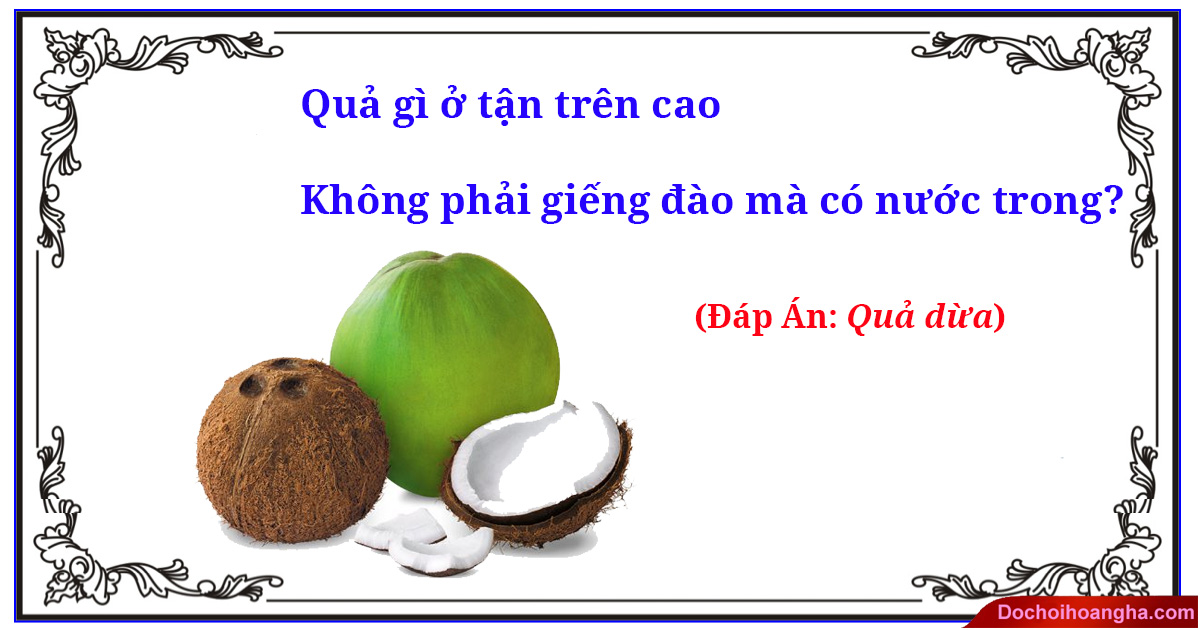 Quả gì ở tận trên cao
Không phải giếng đào mà có nước trong?
(Đáp Án: Quả dừa)
Dochoihoangha.com